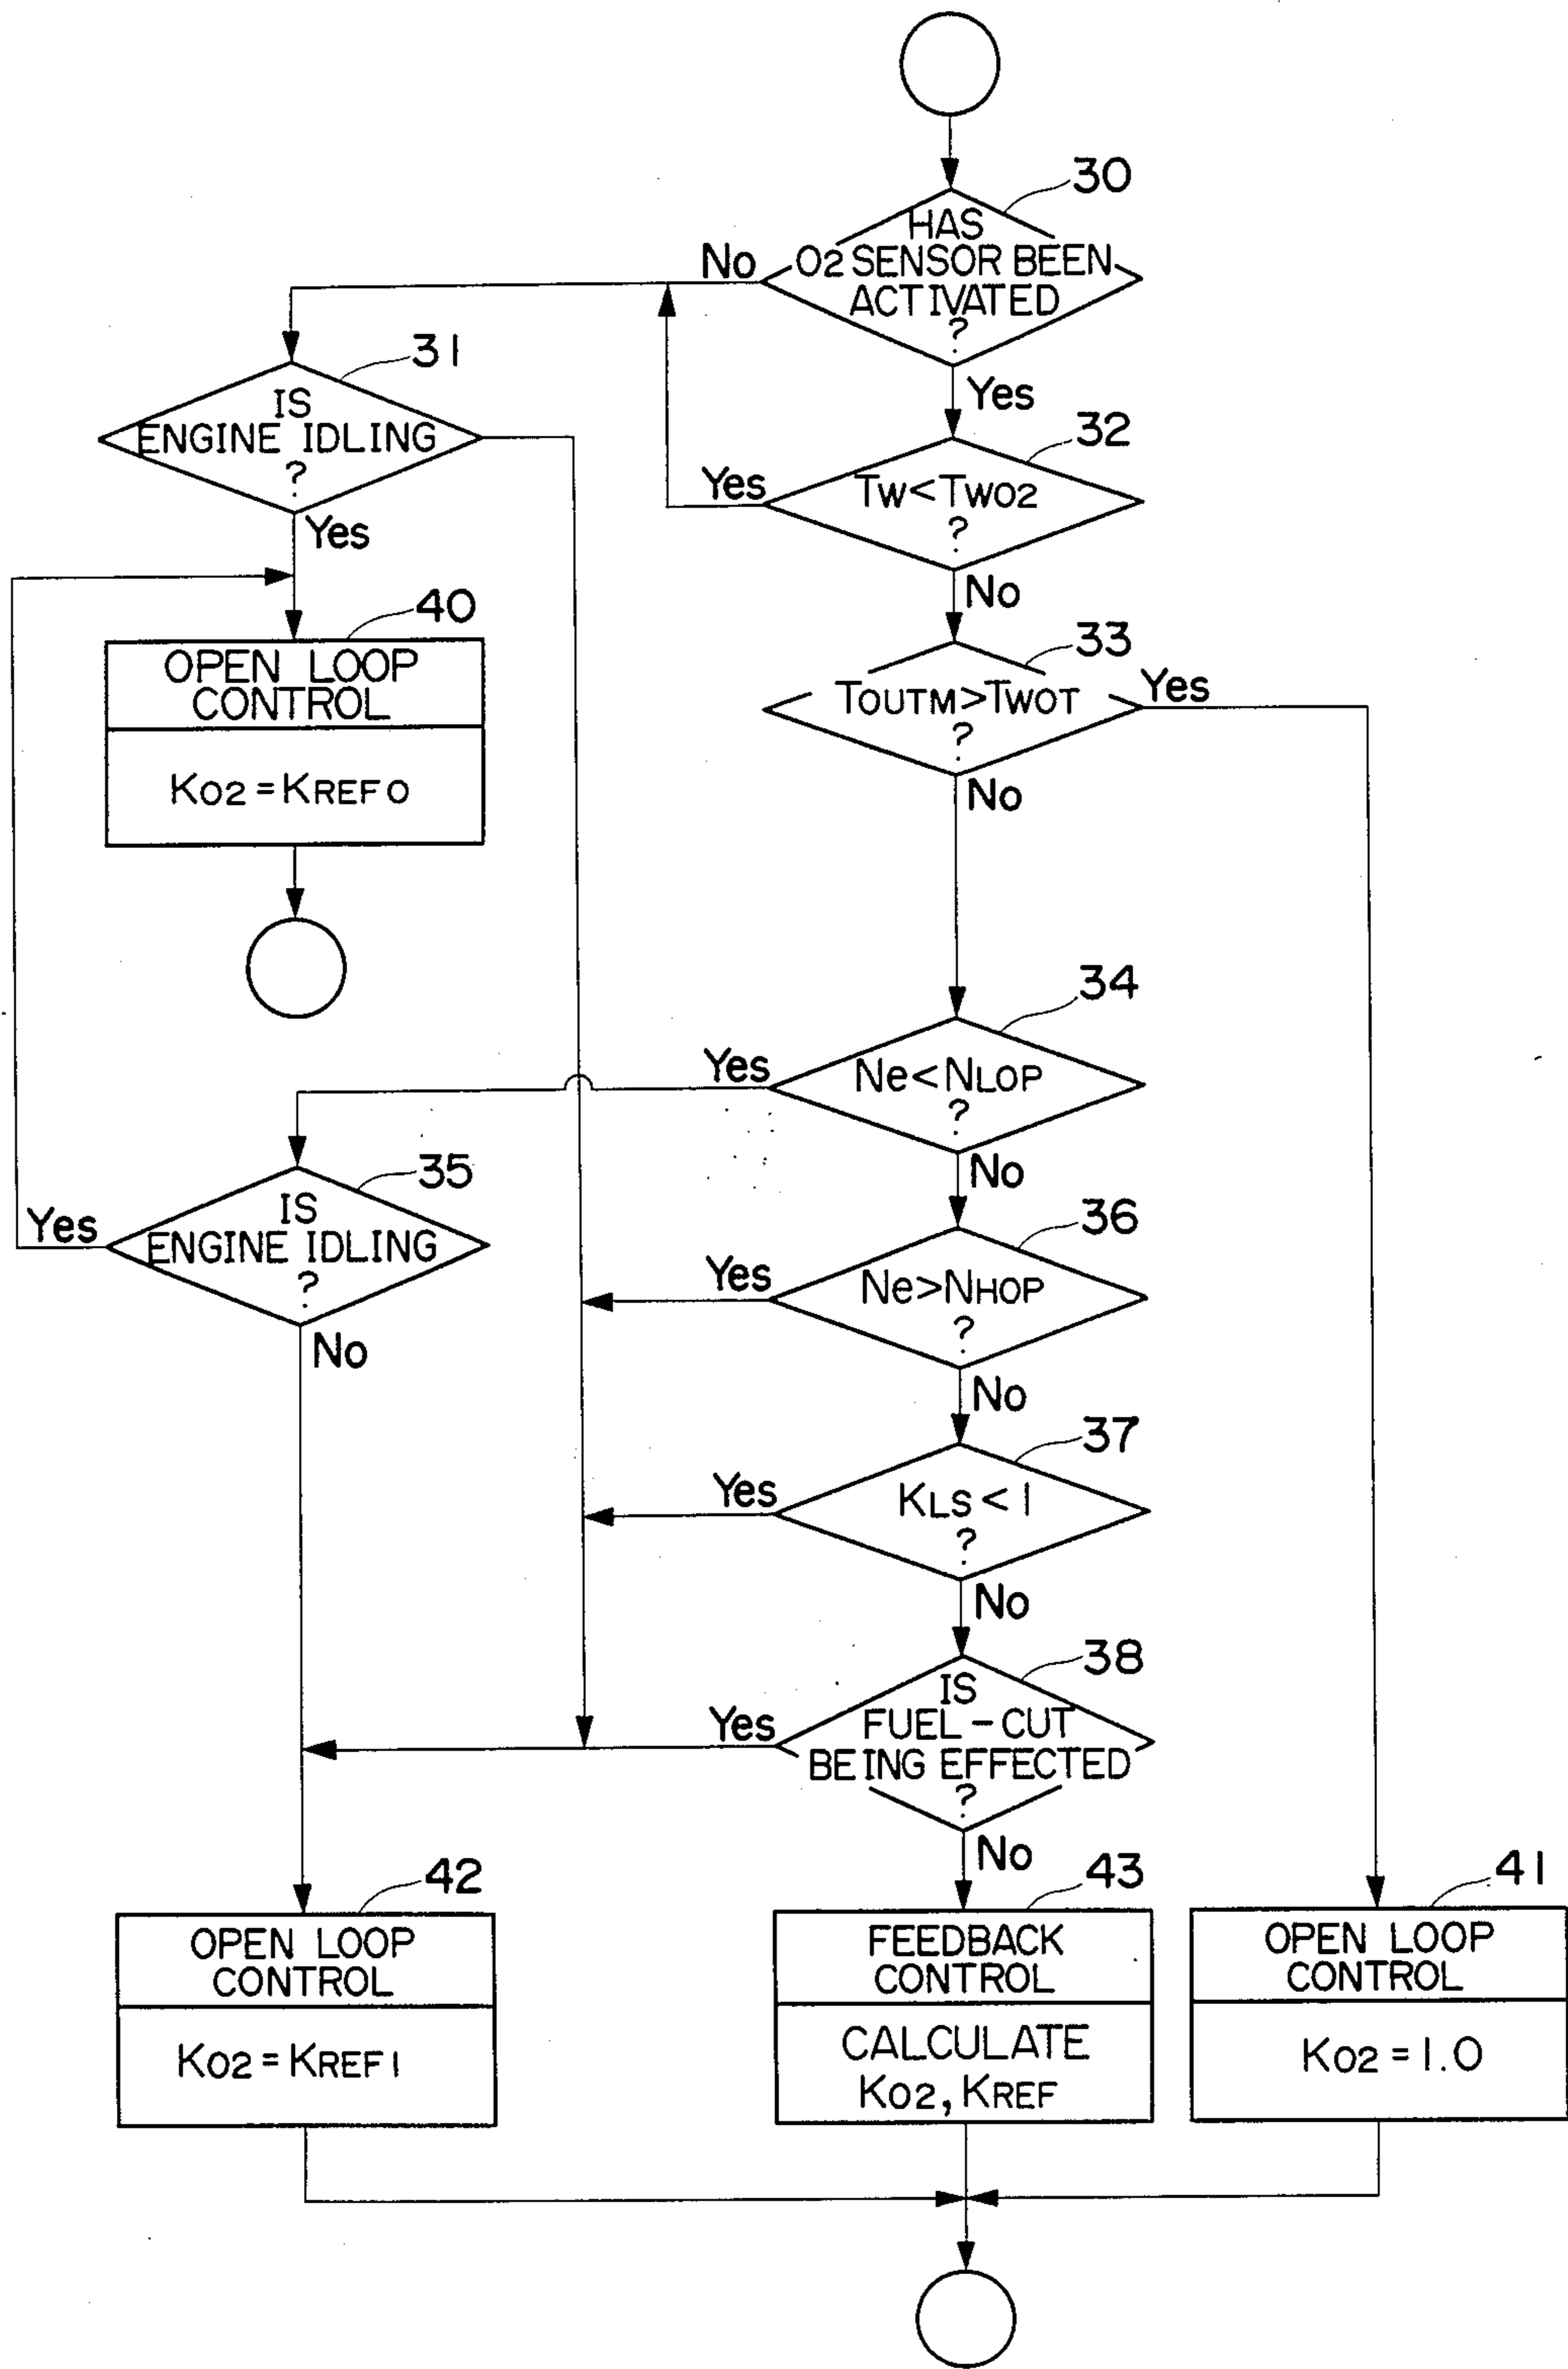 30
HAS
O2 SENSOR BEEN
ACTIVATED
?
No
Yes
31
IS
ENGINE IDLING
?
Yes
32
TW<TWO2
?
Yes
No
40
OPEN LOOP
CONTROL
KO2=KREF0
33
TOUTM>TWOT
?
Yes
No
34
Ne<NLOP
?
Yes
No
35
IS
ENGINE IDLING
?
Yes
No
36
Ne>NHOP
?
Yes
No
37
KLS<1
?
Yes
No
38
IS
FUEL-CUT
BEING EFFECTED
?
Yes
No
42
OPEN LOOP
CONTROL
KO2=KREF1
43
FEEDBACK
CONTROL
CALCULATE
KO2, KREF
41
OPEN LOOP
CONTROL
KO2=1.0